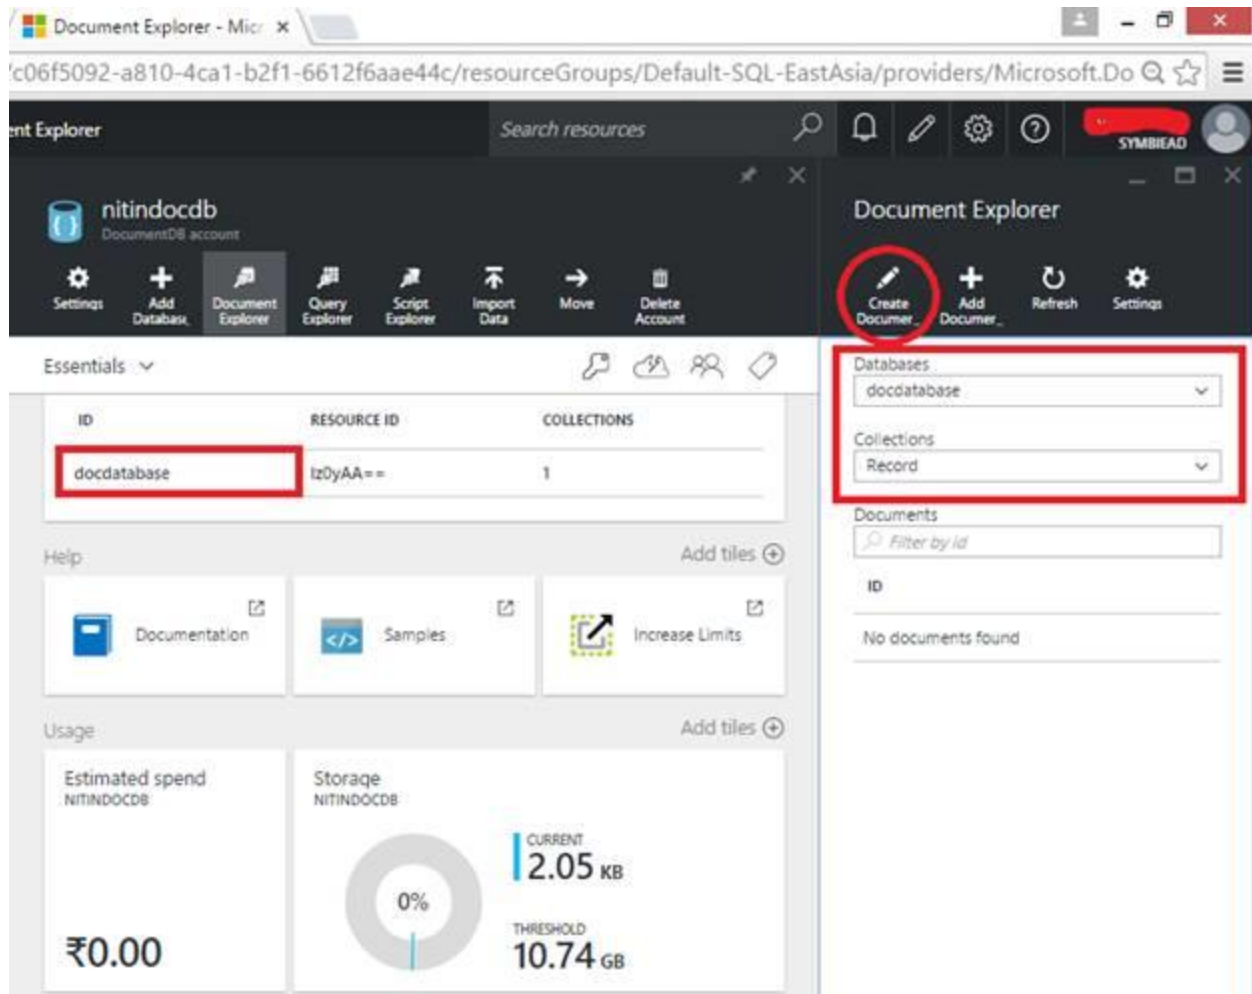 Document Explorer - Micr
c06f5092-a810-4ca1-b2f1-6612f6aae44c/resourceGroups/Default-SQL-EastAsia/providers/Microsoft.Do
ent Explorer
Search resources
SYMBIEAD
nitindocdb
DocumentDB account
Settings
Add Databas
Document Explorer
Query Explorer
Script Explorer
Import Data
Move
Delete Account
Essentials
ID RESOURCE ID COLLECTIONS
docdatabase Iz0yAA== 1
Help
Add tiles
Documentation
Samples
Increase Limits
Usage
Add tiles
Estimated spend
NITINDOCDB
₹0.00
Storage
NITINDOCDB
0%
CURRENT
2.05 KB
THRESHOLD
10.74 GB
Document Explorer
Create Documer_
Add Documer_
Refresh
Settings
Databases
docdatabase
Collections
Record
Documents
Filter by id
ID
No documents found